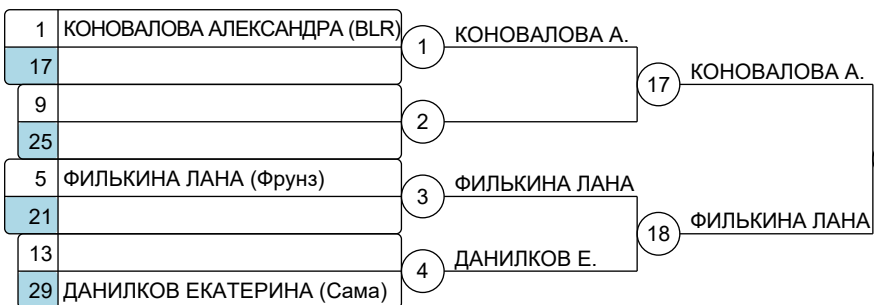 1 КОНОВАЛОВА АЛЕКСАНДРА (BLR)
17
1 КОНОВАЛОВА А.
9
25
2
17 КОНОВАЛОВА А.
5 ФИЛЬКИНА ЛАНА (Фрунз)
21
3 ФИЛЬКИНА ЛАНА
13
29 ДАНИЛКОВ ЕКАТЕРИНА (Сама)
4 ДАНИЛКОВ Е.
18 ФИЛЬКИНА ЛАНА